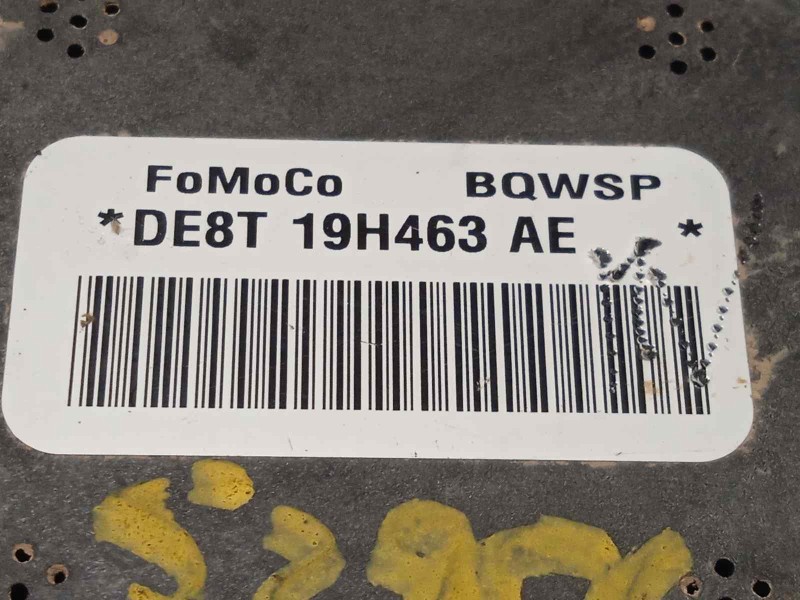 FoMoCo BQWSP
*DE8T 19H463 AE *